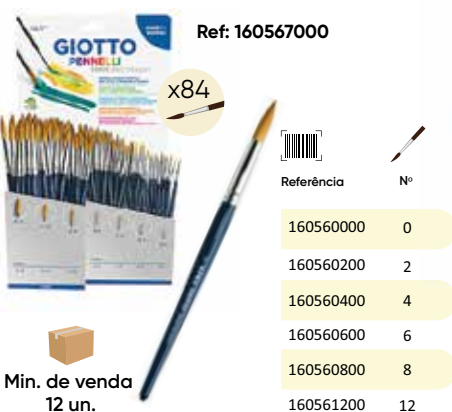 Ref: 160567000
GIOTTO
PENNELLI
x84
Referência Nº
160560000 0
160560200 2
160560400 4
160560600 6
160560800 8
160561200 12
Min. de venda
12 un.